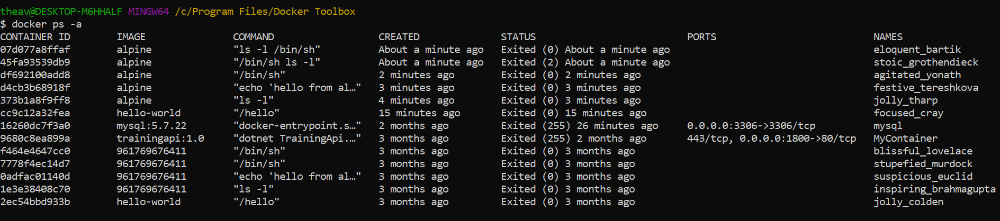 theav@DESKTOP-M6HHALF MINGW64 /c/Program Files/Docker Toolbox
$ docker ps -a
CONTAINER ID        IMAGE               COMMAND                  CREATED              STATUS                          PORTS                           NAMES
07d077a8ffaf        alpine              "ls -l /bin/sh"          About a minute ago   Exited (0) About a minute ago                                   eloquent_bartik
45fa93539db9        alpine              "/bin/sh ls -l"          About a minute ago   Exited (2) About a minute ago                                   stoic_grothendieck
df692100add8        alpine              "/bin/sh"                2 minutes ago        Exited (0) 2 minutes ago                                        agitated_yonath
d4cb3b68918f        alpine              "echo 'hello from al…"   3 minutes ago        Exited (0) 3 minutes ago                                        festive_tereshkova
373b1a8f9ff8        alpine              "ls -l"                  4 minutes ago        Exited (0) 3 minutes ago                                        jolly_tharp
cc9c12a32fea        hello-world         "/hello"                 15 minutes ago       Exited (0) 15 minutes ago                                       focused_cray
16260dc7f3a0        mysql:5.7.22        "docker-entrypoint.s…"   2 months ago         Exited (255) 26 minutes ago     0.0.0.0:3306->3306/tcp          mysql
9680c8ea899a        trainingapi:1.0     "dotnet TrainingApi.…"   3 months ago         Exited (255) 2 months ago       443/tcp, 0.0.0.0:1800->80/tcp   MyContainer
f464e4647cc0        961769676411        "/bin/sh"                3 months ago         Exited (0) 3 months ago                                         blissful_lovelace
7778f4ec14d7        961769676411        "/bin/sh"                3 months ago         Exited (0) 3 months ago                                         stupefied_murdock
0adfac01140d        961769676411        "echo 'hello from al…"   3 months ago         Exited (0) 3 months ago                                         suspicious_euclid
1e3e38408c70        961769676411        "ls -l"                  3 months ago         Exited (0) 3 months ago                                         inspiring_brahmagupta
2ec54bbd933b        hello-world         "/hello"                 3 months ago         Exited (0) 3 months ago                                         jolly_colden